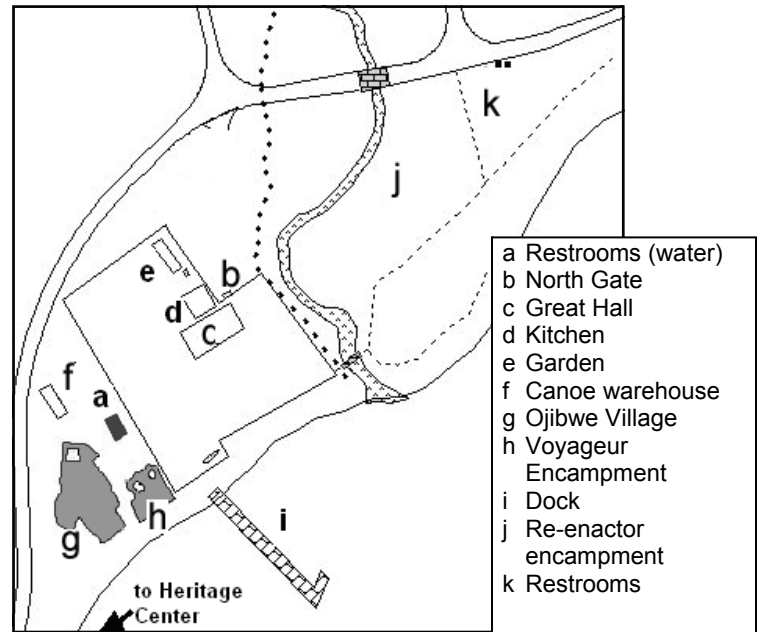 k
j
e
b
d
c
f
a
h
g
i
to Heritage
Center
a Restrooms (water)
b North Gate
c Great Hall
d Kitchen
e Garden
f Canoe warehouse
g Ojibwe Village
h Voyageur
Encampment
i Dock
j Re-enactor
encampment
k Restrooms